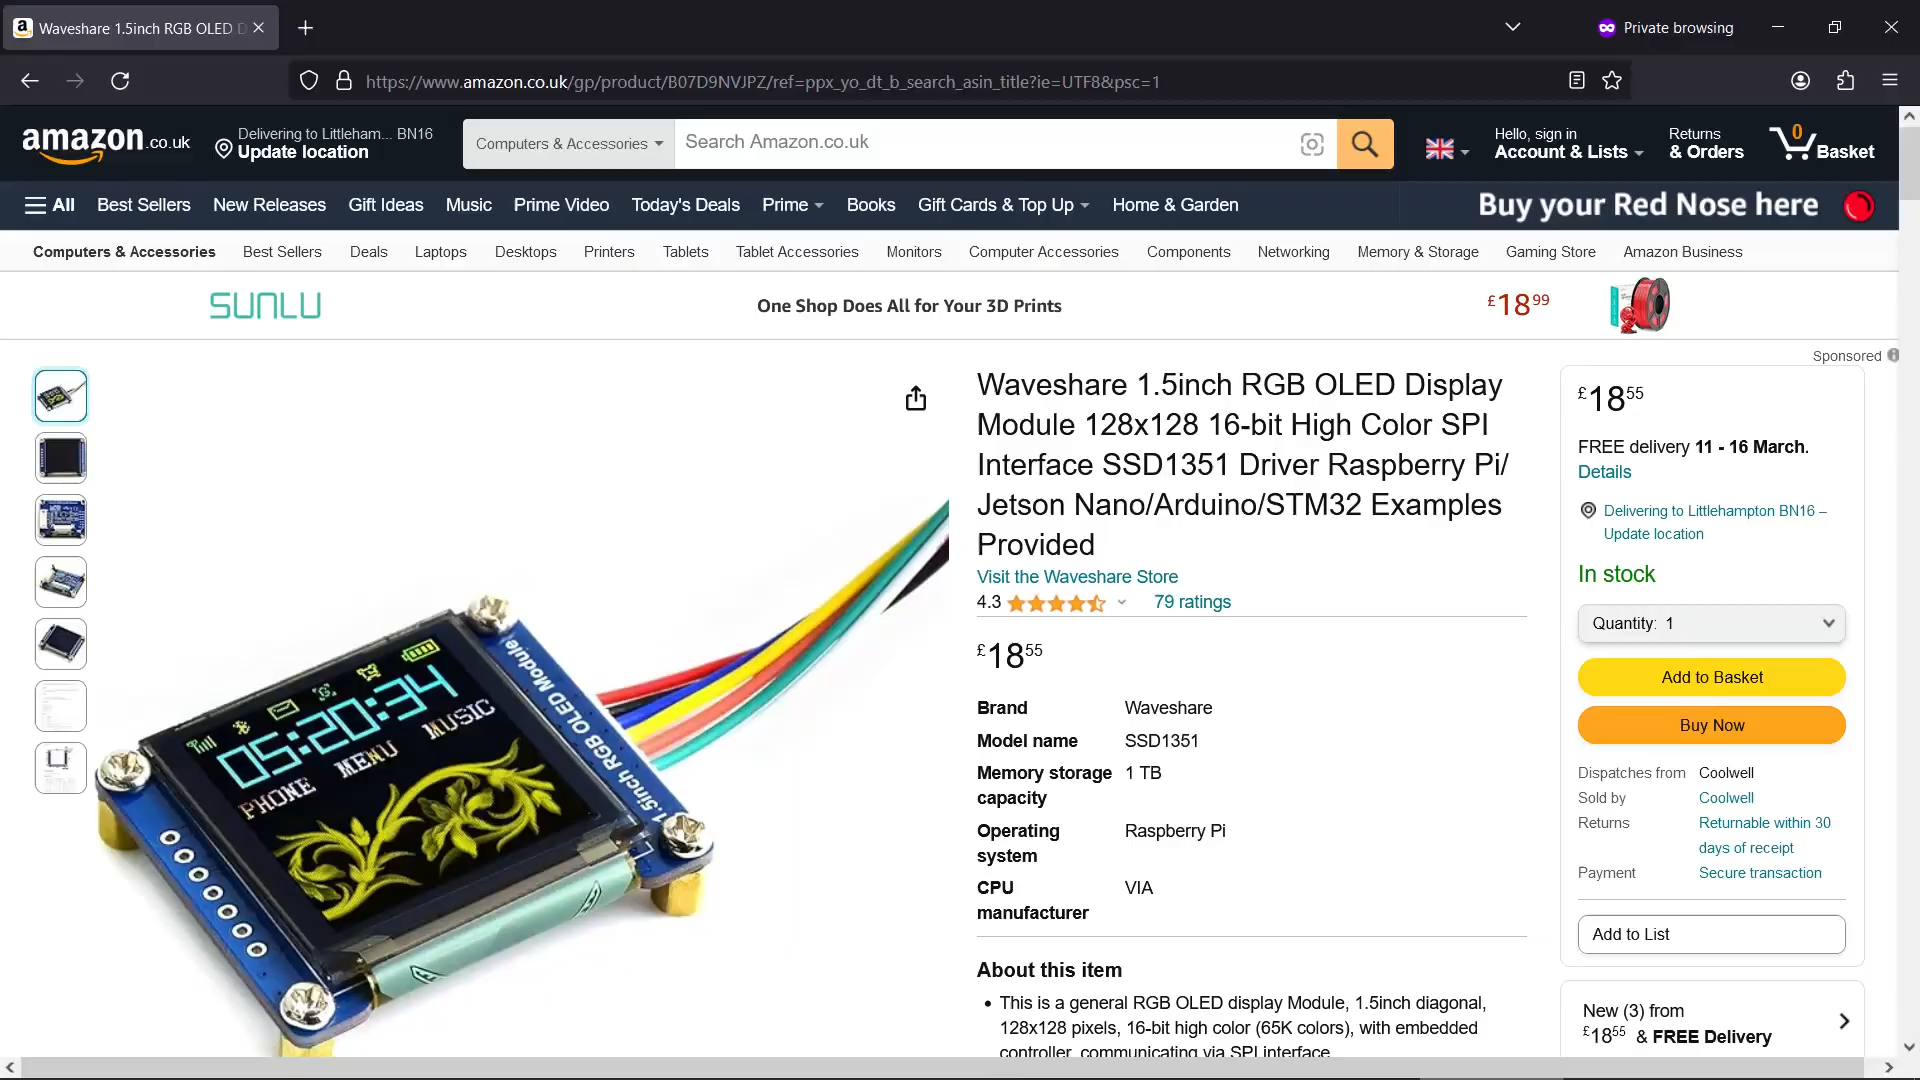 Waveshare 1.5inch RGB OLED D
Private browsing
https://www.amazon.co.uk/gp/product/B07D9NVJPZ/ref=ppx_yo_dt_b_search_asin_title?ie=UTF8&psc=1
amazon.co.uk
Delivering to Littleham... BN16
Update location
Computers & Accessories
Search Amazon.co.uk
Hello, sign in
Account & Lists
Returns
& Orders
0
Basket
All
Best Sellers
New Releases
Gift Ideas
Music
Prime Video
Today's Deals
Prime
Books
Gift Cards & Top Up
Home & Garden
Buy your Red Nose here
Computers & Accessories
Best Sellers
Deals
Laptops
Desktops
Printers
Tablets
Tablet Accessories
Monitors
Computer Accessories
Components
Networking
Memory & Storage
Gaming Store
Amazon Business
SUNLU
One Shop Does All for Your 3D Prints
£18 99
Sponsored
1.5inch RGB OLED Module
05:20:34
PHONE MENU MUSIC
Waveshare 1.5inch RGB OLED Display
Module 128x128 16-bit High Color SPI
Interface SSD1351 Driver Raspberry Pi/
Jetson Nano/Arduino/STM32 Examples
Provided
Visit the Waveshare Store
4.3
79 ratings
£18 55
Brand Waveshare
Model name SSD1351
Memory storage 1 TB
capacity
Operating Raspberry Pi
system
CPU VIA
manufacturer
About this item
• This is a general RGB OLED display Module, 1.5inch diagonal,
128x128 pixels, 16-bit high color (65K colors), with embedded
controller, communicating via SPI interface
£18 55
FREE delivery 11 - 16 March.
Details
Delivering to Littlehampton BN16 –
Update location
In stock
Quantity: 1
Add to Basket
Buy Now
Dispatches from Coolwell
Sold by Coolwell
Returns Returnable within 30
days of receipt
Payment Secure transaction
Add to List
New (3) from
£18 55 & FREE Delivery